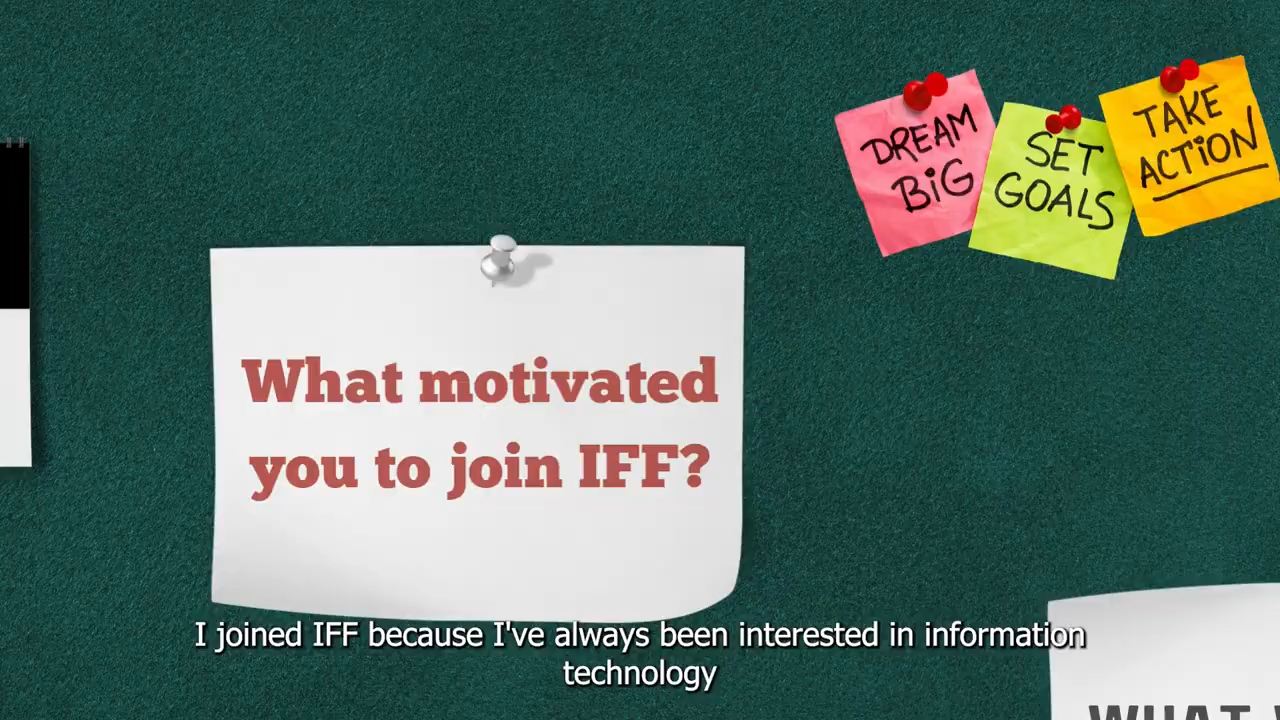 DREAM
BiG
SET
GOALS
TAKE
ACTiON
What motivated
you to join IFF?
I joined IFF because I've always been interested in information
technology